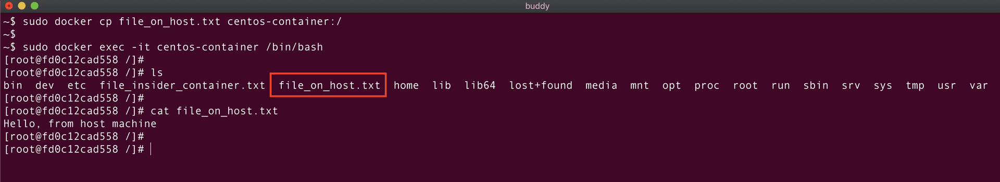 buddy
~$ sudo docker cp file_on_host.txt centos-container:/
~$
~$ sudo docker exec -it centos-container /bin/bash
[root@fd0c12cad558 /]#
[root@fd0c12cad558 /]# ls
bin  dev  etc  file_insider_container.txt  file_on_host.txt  home  lib  lib64  lost+found  media  mnt  opt  proc  root  run  sbin  srv  sys  tmp  usr  var
[root@fd0c12cad558 /]#
[root@fd0c12cad558 /]# cat file_on_host.txt
Hello, from host machine
[root@fd0c12cad558 /]#
[root@fd0c12cad558 /]#